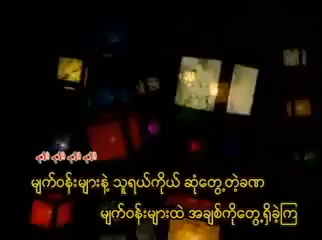 မျက်ဝန်းများနဲ့ သူရယ်ကိုယ် ဆုံတွေ့တဲ့ခဏ
မျက်ဝန်းများထဲ အချစ်ကိုတွေ့ရှိခဲ့ကြ